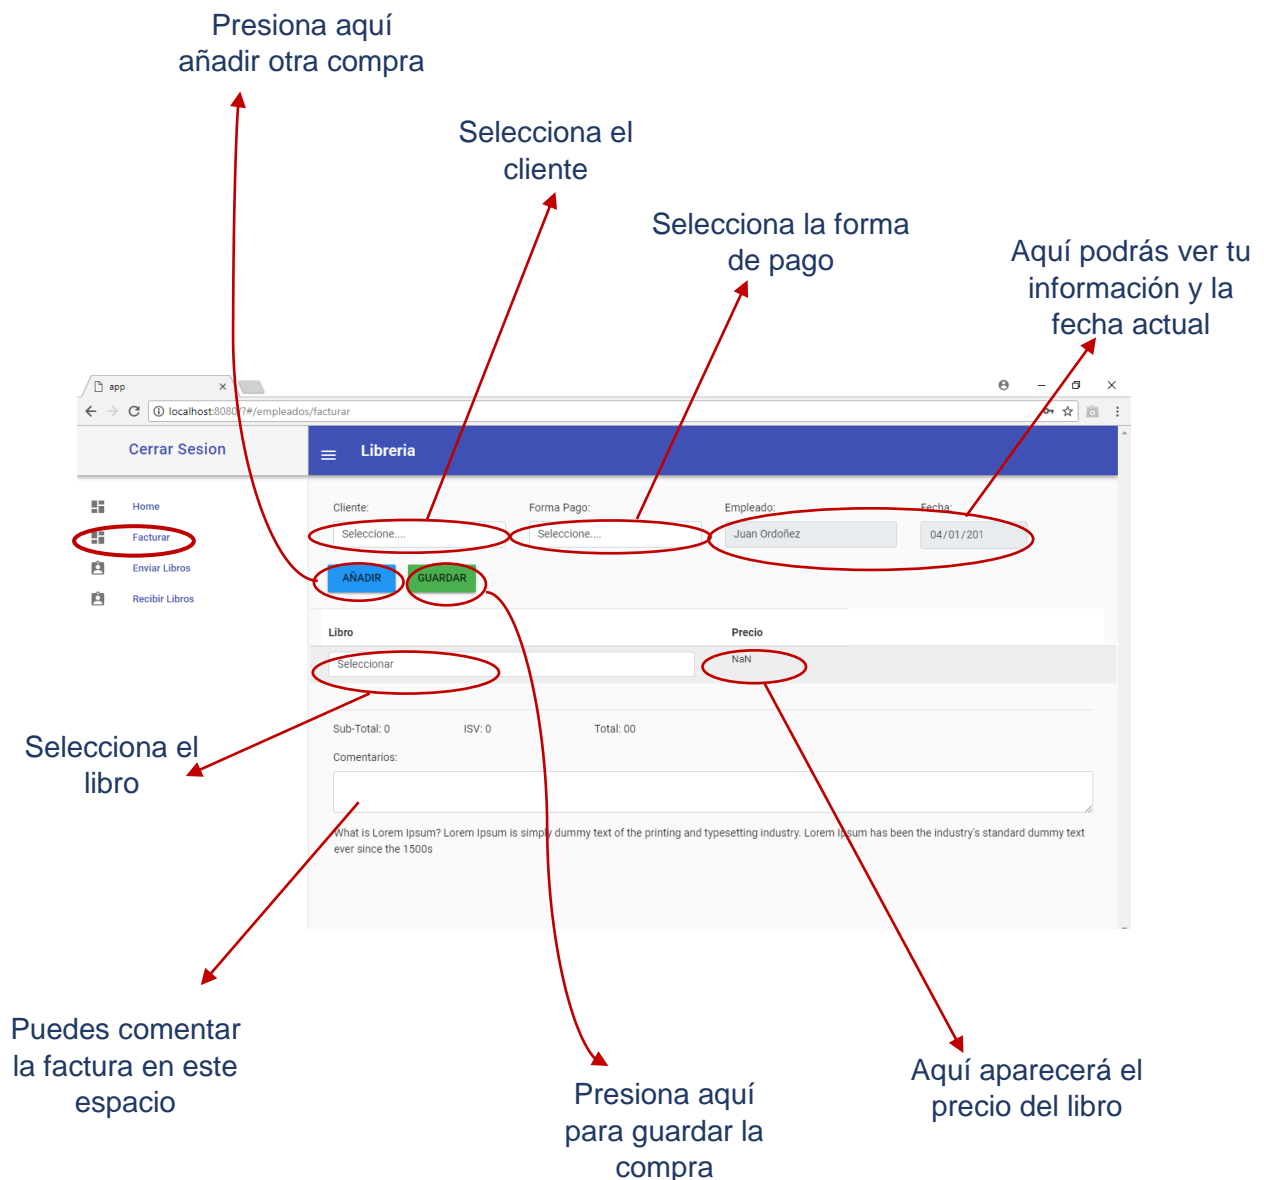 Presiona aquí
añadir otra compra
Selecciona el
cliente
Selecciona la forma
de pago
Aquí podrás ver tu
información y la
fecha actual
app
localhost:8080/?#/empleados/facturar
Cerrar Sesion
Libreria
Home
Facturar
Enviar Libros
Recibir Libros
Cliente:
Forma Pago:
Empleado:
Fecha:
Seleccione....
Seleccione....
Juan Ordoñez
04/01/201
AÑADIR
GUARDAR
Libro
Precio
Seleccionar
NaN
Sub-Total: 0
ISV: 0
Total: 00
Comentarios:
What is Lorem Ipsum? Lorem Ipsum is simply dummy text of the printing and typesetting industry. Lorem Ipsum has been the industry's standard dummy text
ever since the 1500s
Selecciona el
libro
Puedes comentar
la factura en este
espacio
Presiona aquí
para guardar la
compra
Aquí aparecerá el
precio del libro